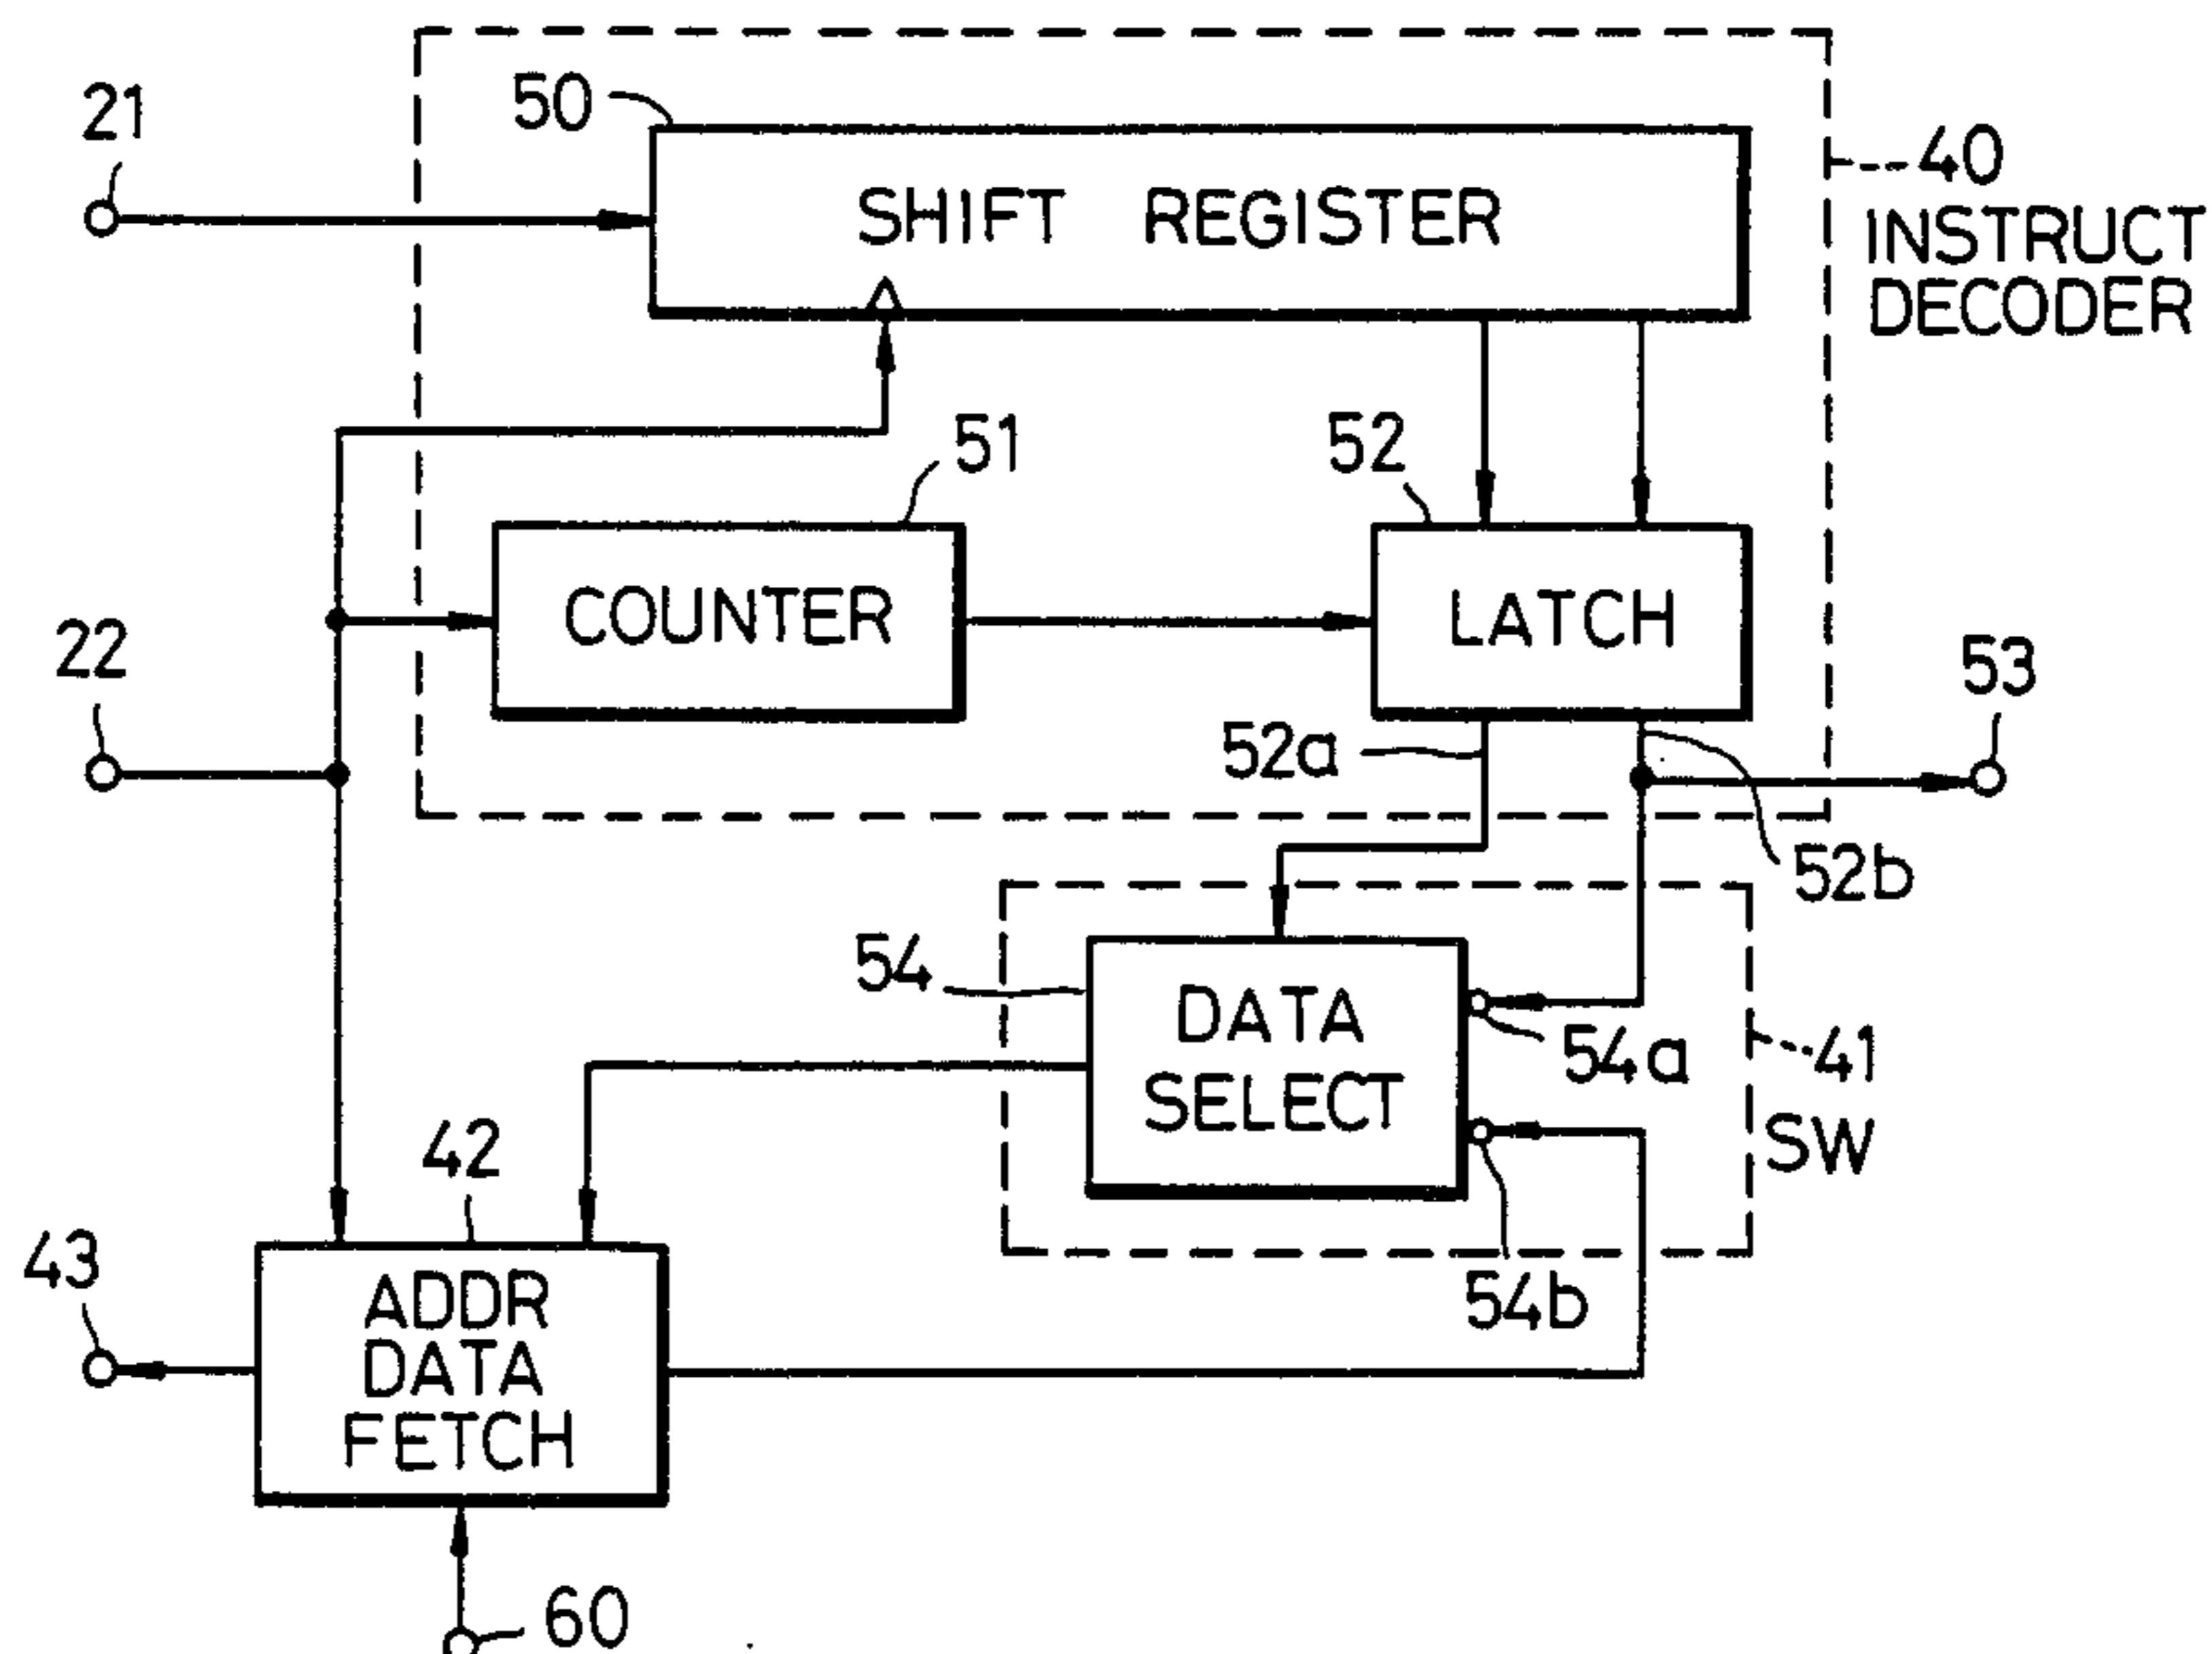 21
50
SHIFT REGISTER
40
INSTRUCT
DECODER
51
52
COUNTER
LATCH
22
53
52a
52b
54
DATA
SELECT
54a
41
SW
54b
42
43
ADDR
DATA
FETCH
60